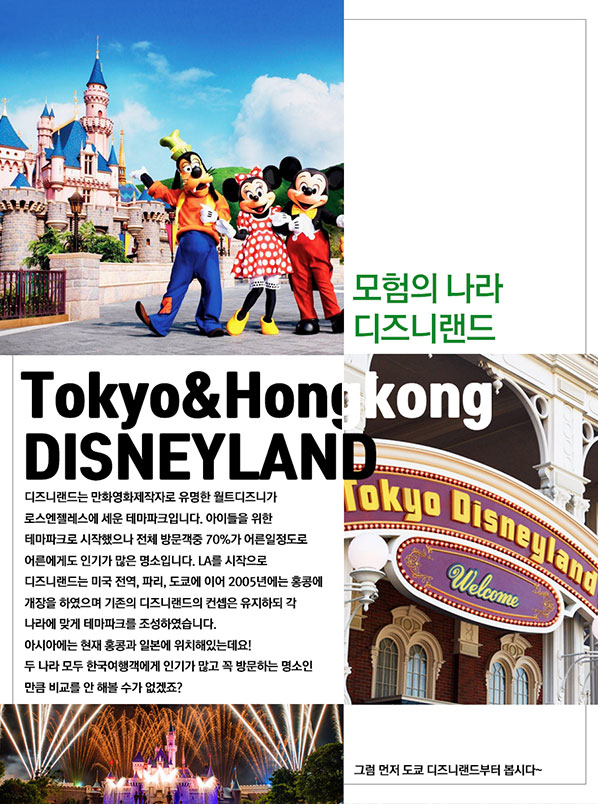 모험의 나라
디즈니랜드
Tokyo&Hongkong
DISNEYLAND
디즈니랜드는 만화영화제작자로 유명한 월트디즈니가
로스엔젤레스에 세운 테마파크입니다. 아이들을 위한
테마파크로 시작했으나 전체 방문객중 70%가 어른일정도로
어른에게도 인기가 많은 명소입니다. LA를 시작으로
디즈니랜드는 미국 전역, 파리, 도쿄에 이어 2005년에는 홍콩에
개장을 하였으며 기존의 디즈니랜드의 컨셉은 유지하되 각
나라에 맞게 테마파크를 조성하였습니다.
아시아에는 현재 홍콩과 일본에 위치해있는데요!
두 나라 모두 한국여행객에게 인기가 많고 꼭 방문하는 명소인
만큼 비교를 안 해볼 수가 없겠죠?
Tokyo Disneyland
Welcome
그럼 먼저 도쿄 디즈니랜드부터 봅시다~